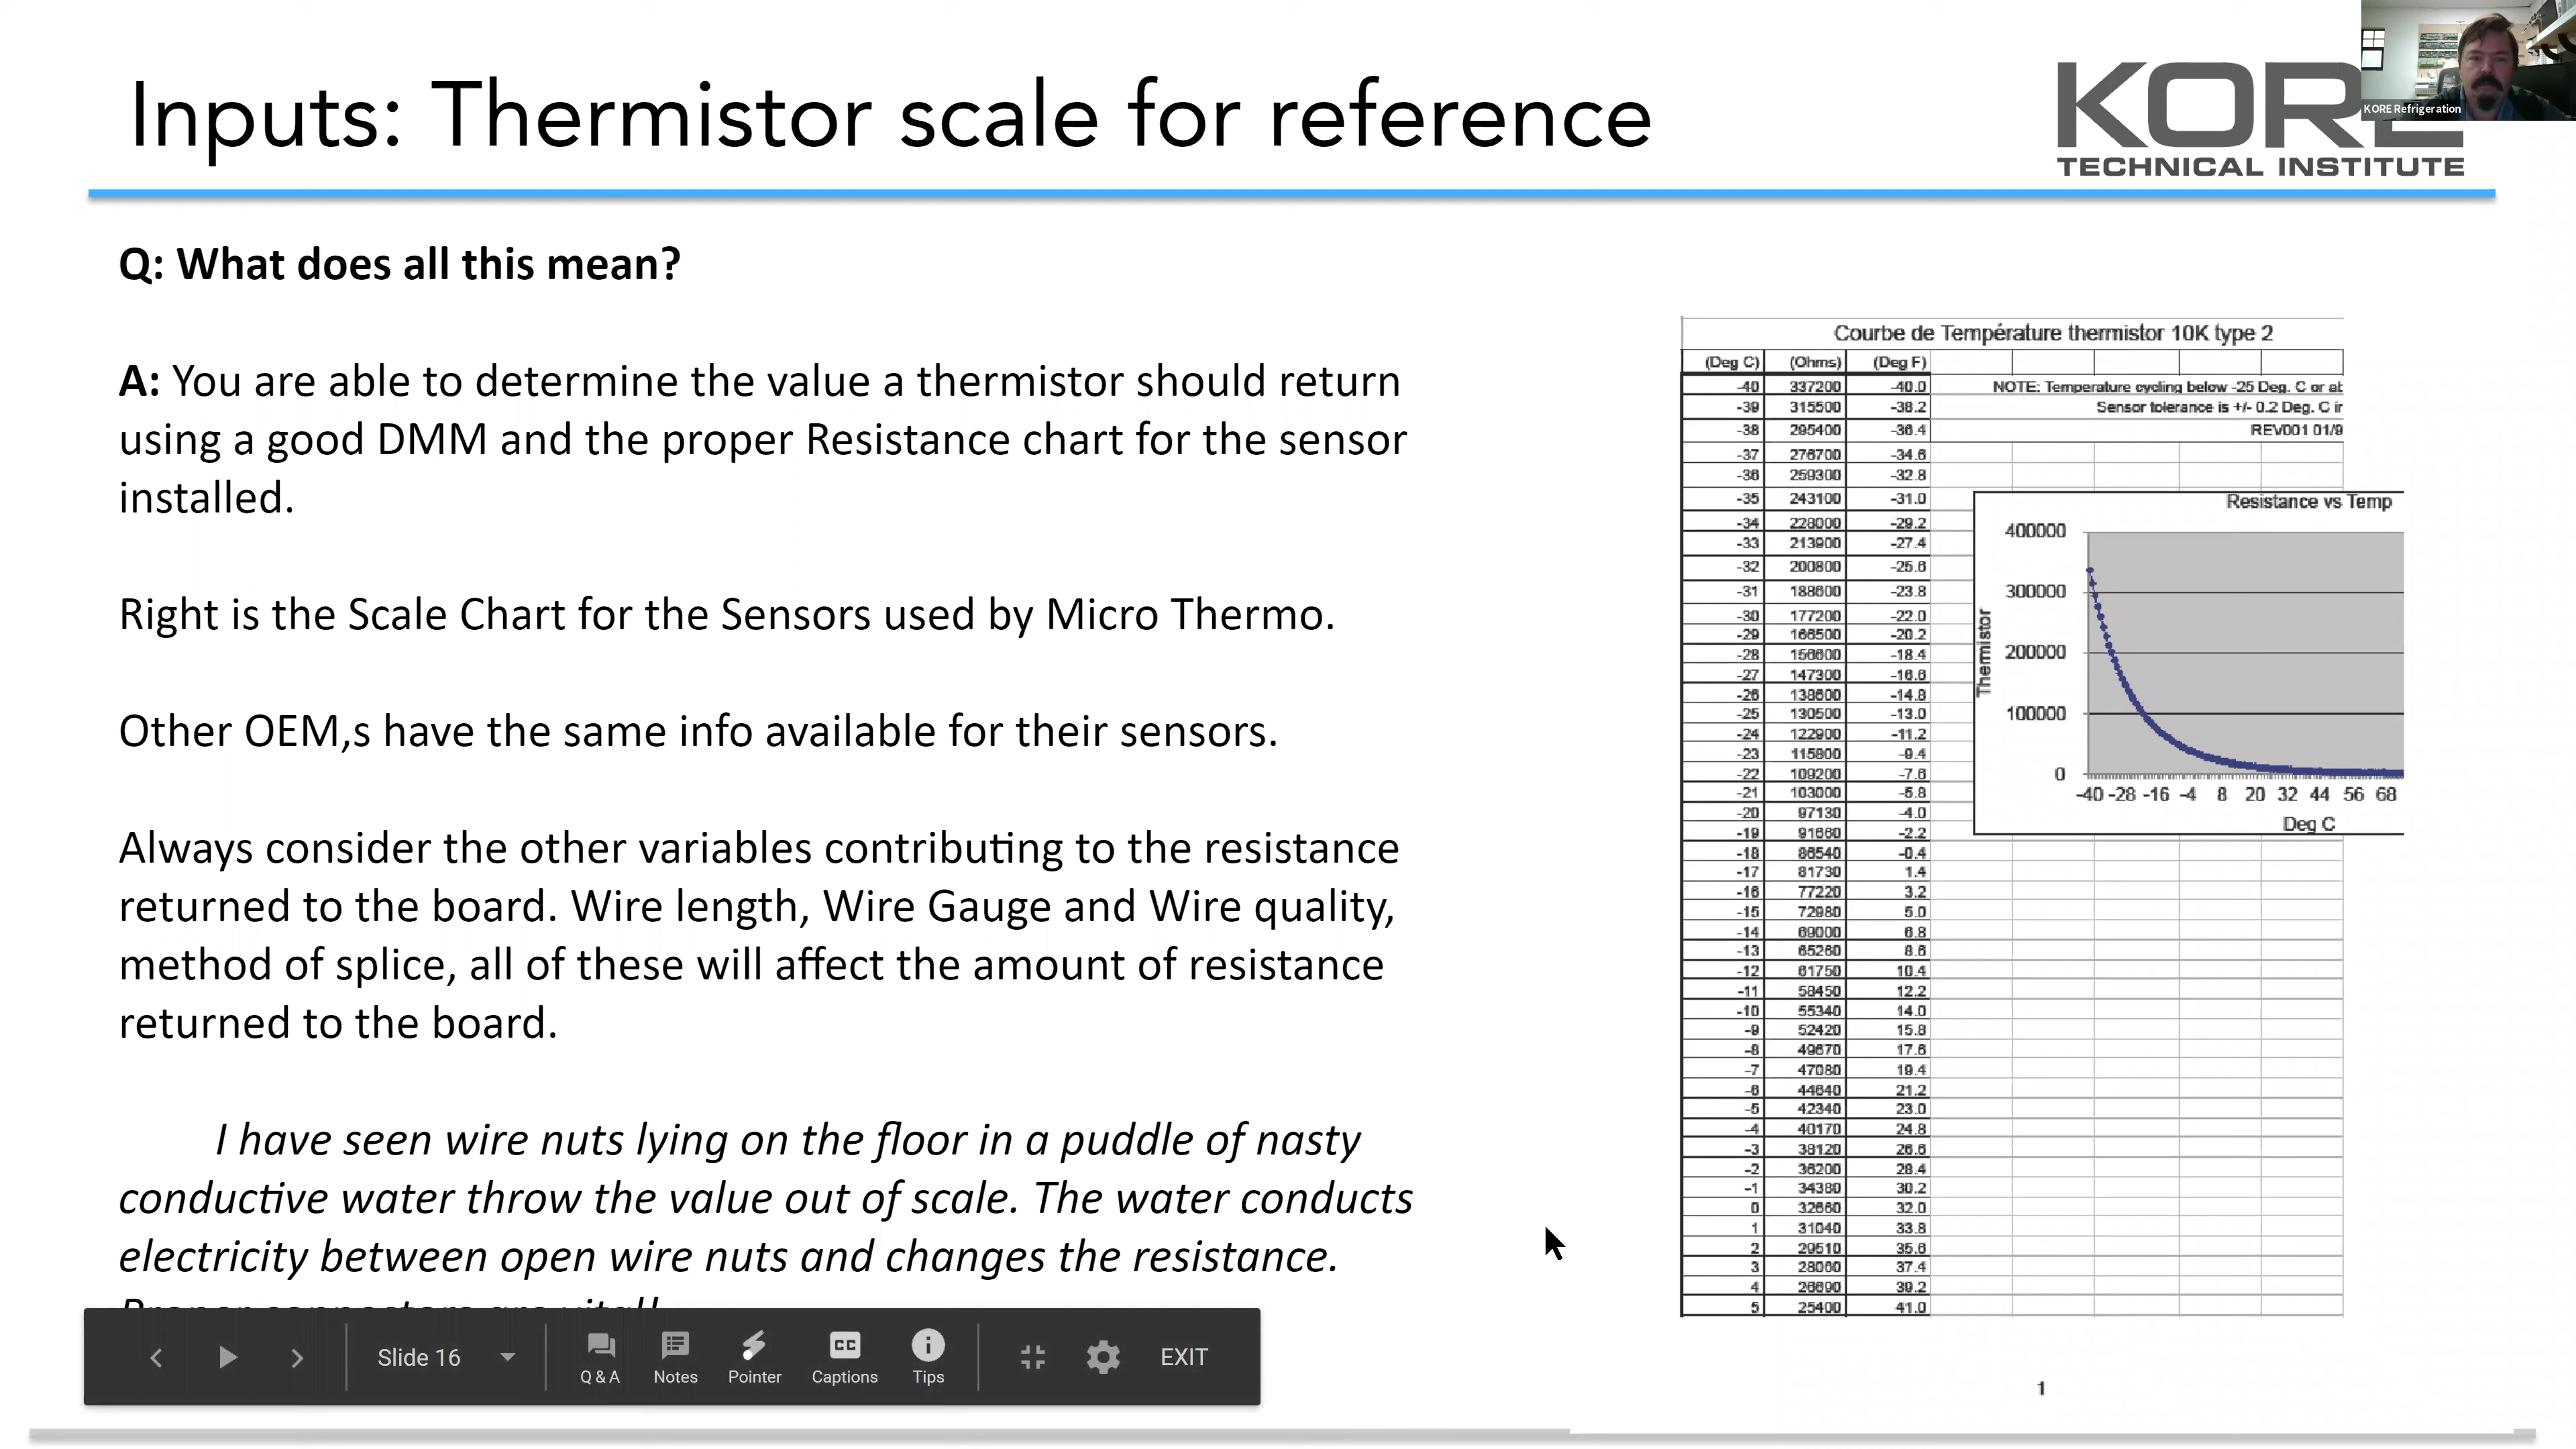 Inputs: Thermistor scale for reference
KORE
TECHNICAL INSTITUTE
KORE Refrigeration
Q: What does all this mean?
A: You are able to determine the value a thermistor should return
using a good DMM and the proper Resistance chart for the sensor
installed.
Right is the Scale Chart for the Sensors used by Micro Thermo.
Other OEM,s have the same info available for their sensors.
Always consider the other variables contributing to the resistance
returned to the board. Wire length, Wire Gauge and Wire quality,
method of splice, all of these will affect the amount of resistance
returned to the board.
I have seen wire nuts lying on the floor in a puddle of nasty
conductive water throw the value out of scale. The water conducts
electricity between open wire nuts and changes the resistance.
Courbe de Température thermistor 10K type 2
(Deg C) (Ohms) (Deg F)
-40 337200 -40.0 NOTE: Temperature cycling below -25 Deg. C or
-39 315500 -38.2 Sensor tolerance is +/- 0.2 Deg. C
-38 295400 -36.4 REV001 01/9
-37 276700 -34.6
-36 259300 -32.8
-35 243100 -31.0
-34 228000 -29.2
-33 213900 -27.4
-32 200800 -25.6
-31 188600 -23.8
-30 177200 -22.0
-29 166500 -20.2
-28 156600 -18.4
-27 147300 -16.6
-26 138600 -14.8
-25 130500 -13.0
-24 122900 -11.2
-23 115800 -9.4
-22 109200 -7.6
-21 103000 -5.8
-20 97130 -4.0
-19 91660 -2.2
-18 86540 -0.4
-17 81730 1.4
-16 77220 3.2
-15 72980 5.0
-14 69000 6.8
-13 65260 8.6
-12 61750 10.4
-11 58450 12.2
-10 55340 14.0
-9 52420 15.8
-8 49670 17.6
-7 47080 19.4
-6 44640 21.2
-5 42340 23.0
-4 40170 24.8
-3 38120 26.6
-2 36200 28.4
-1 34380 30.2
0 32660 32.0
1 31040 33.8
2 29510 35.6
3 28060 37.4
4 26690 39.2
5 25400 41.0
Resistance vs Temp
Thermistor
400000
300000
200000
100000
0
-40 -28 -16 -4 8 20 32 44 56 68
Deg C
Slide 16
Q & A Notes Pointer Captions Tips
CC
EXIT
1